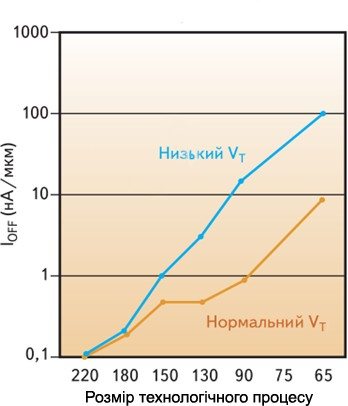 1000
100
10
1
0,1
I_OFF (нА/мкм)
Низький V_T
Нормальний V_T
220 180 150 130 90 75 65
Розмір технологічного процесу